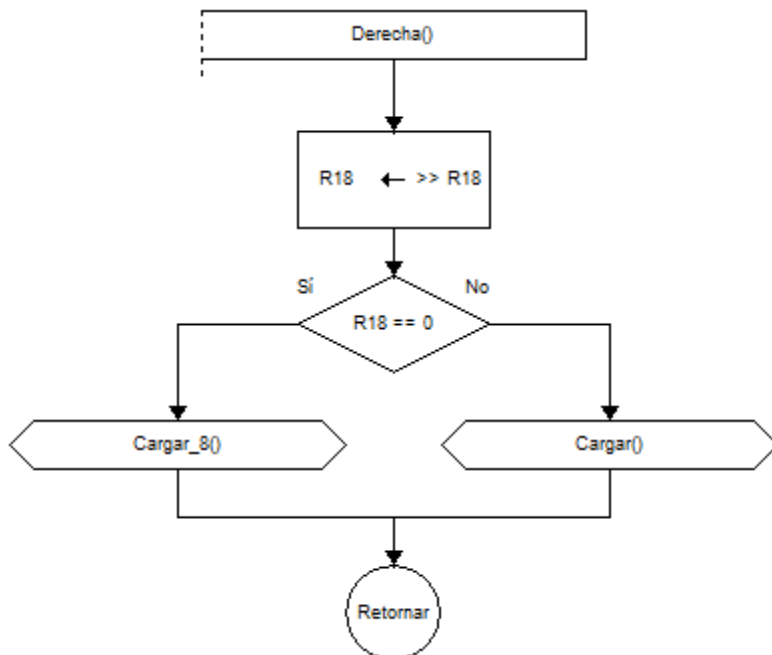 Derecha()
R18 ← >> R18
Sí
No
R18 == 0
Cargar_8()
Cargar()
Retornar